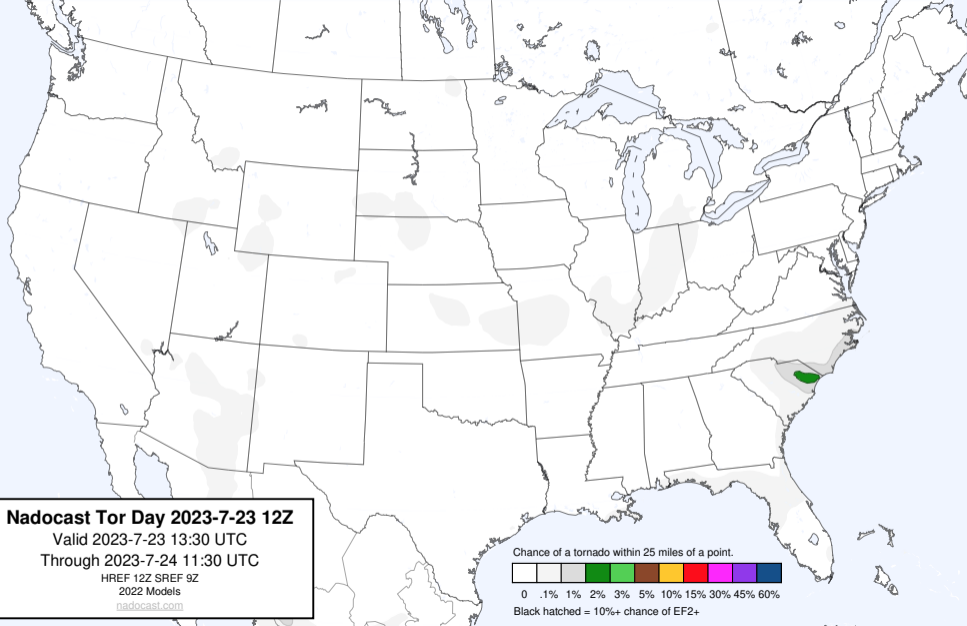 Nadocast Tor Day 2023-7-23 12Z
Valid 2023-7-23 13:30 UTC
Through 2023-7-24 11:30 UTC
HREF 12Z SREF 9Z
2022 Models
nadocast.com
Chance of a tornado within 25 miles of a point.
0 .1% 1% 2% 3% 5% 10% 15% 30% 45% 60%
Black hatched = 10%+ chance of EF2+